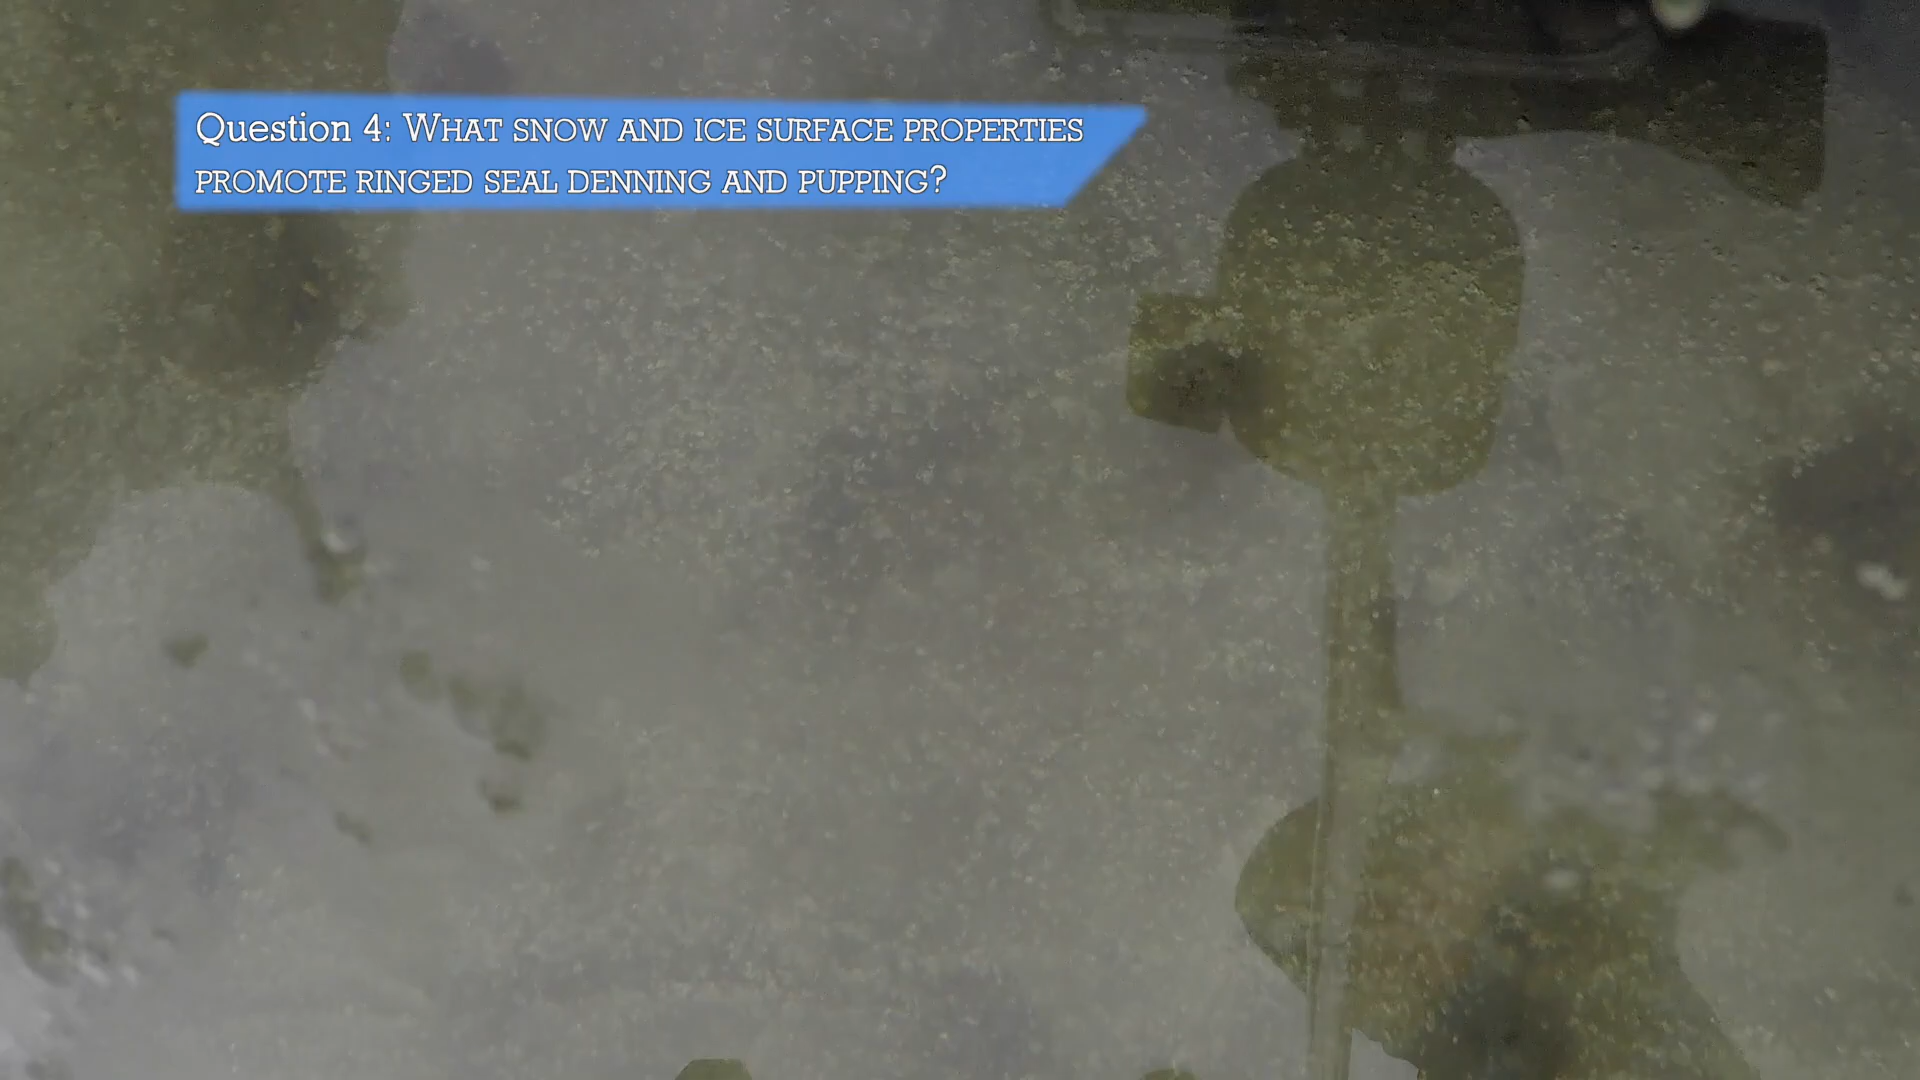 Question 4: WHAT SNOW AND ICE SURFACE PROPERTIES
PROMOTE RINGED SEAL DENNING AND PUPPING?